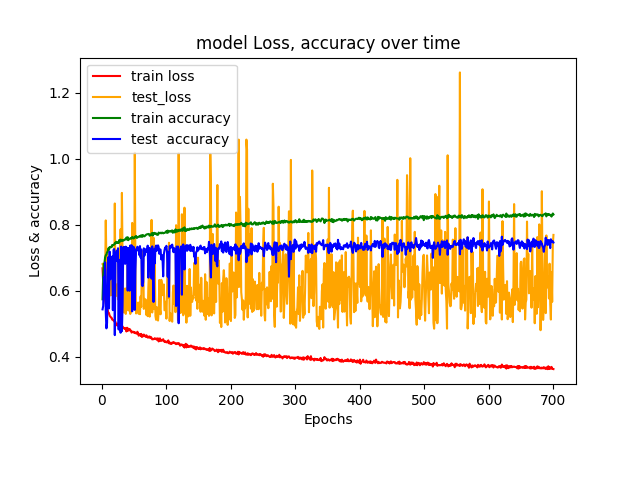 model Loss, accuracy over time
train loss
test_loss
train accuracy
test  accuracy
Loss & accuracy
1.2
1.0
0.8
0.6
0.4
0 100 200 300 400 500 600 700
Epochs